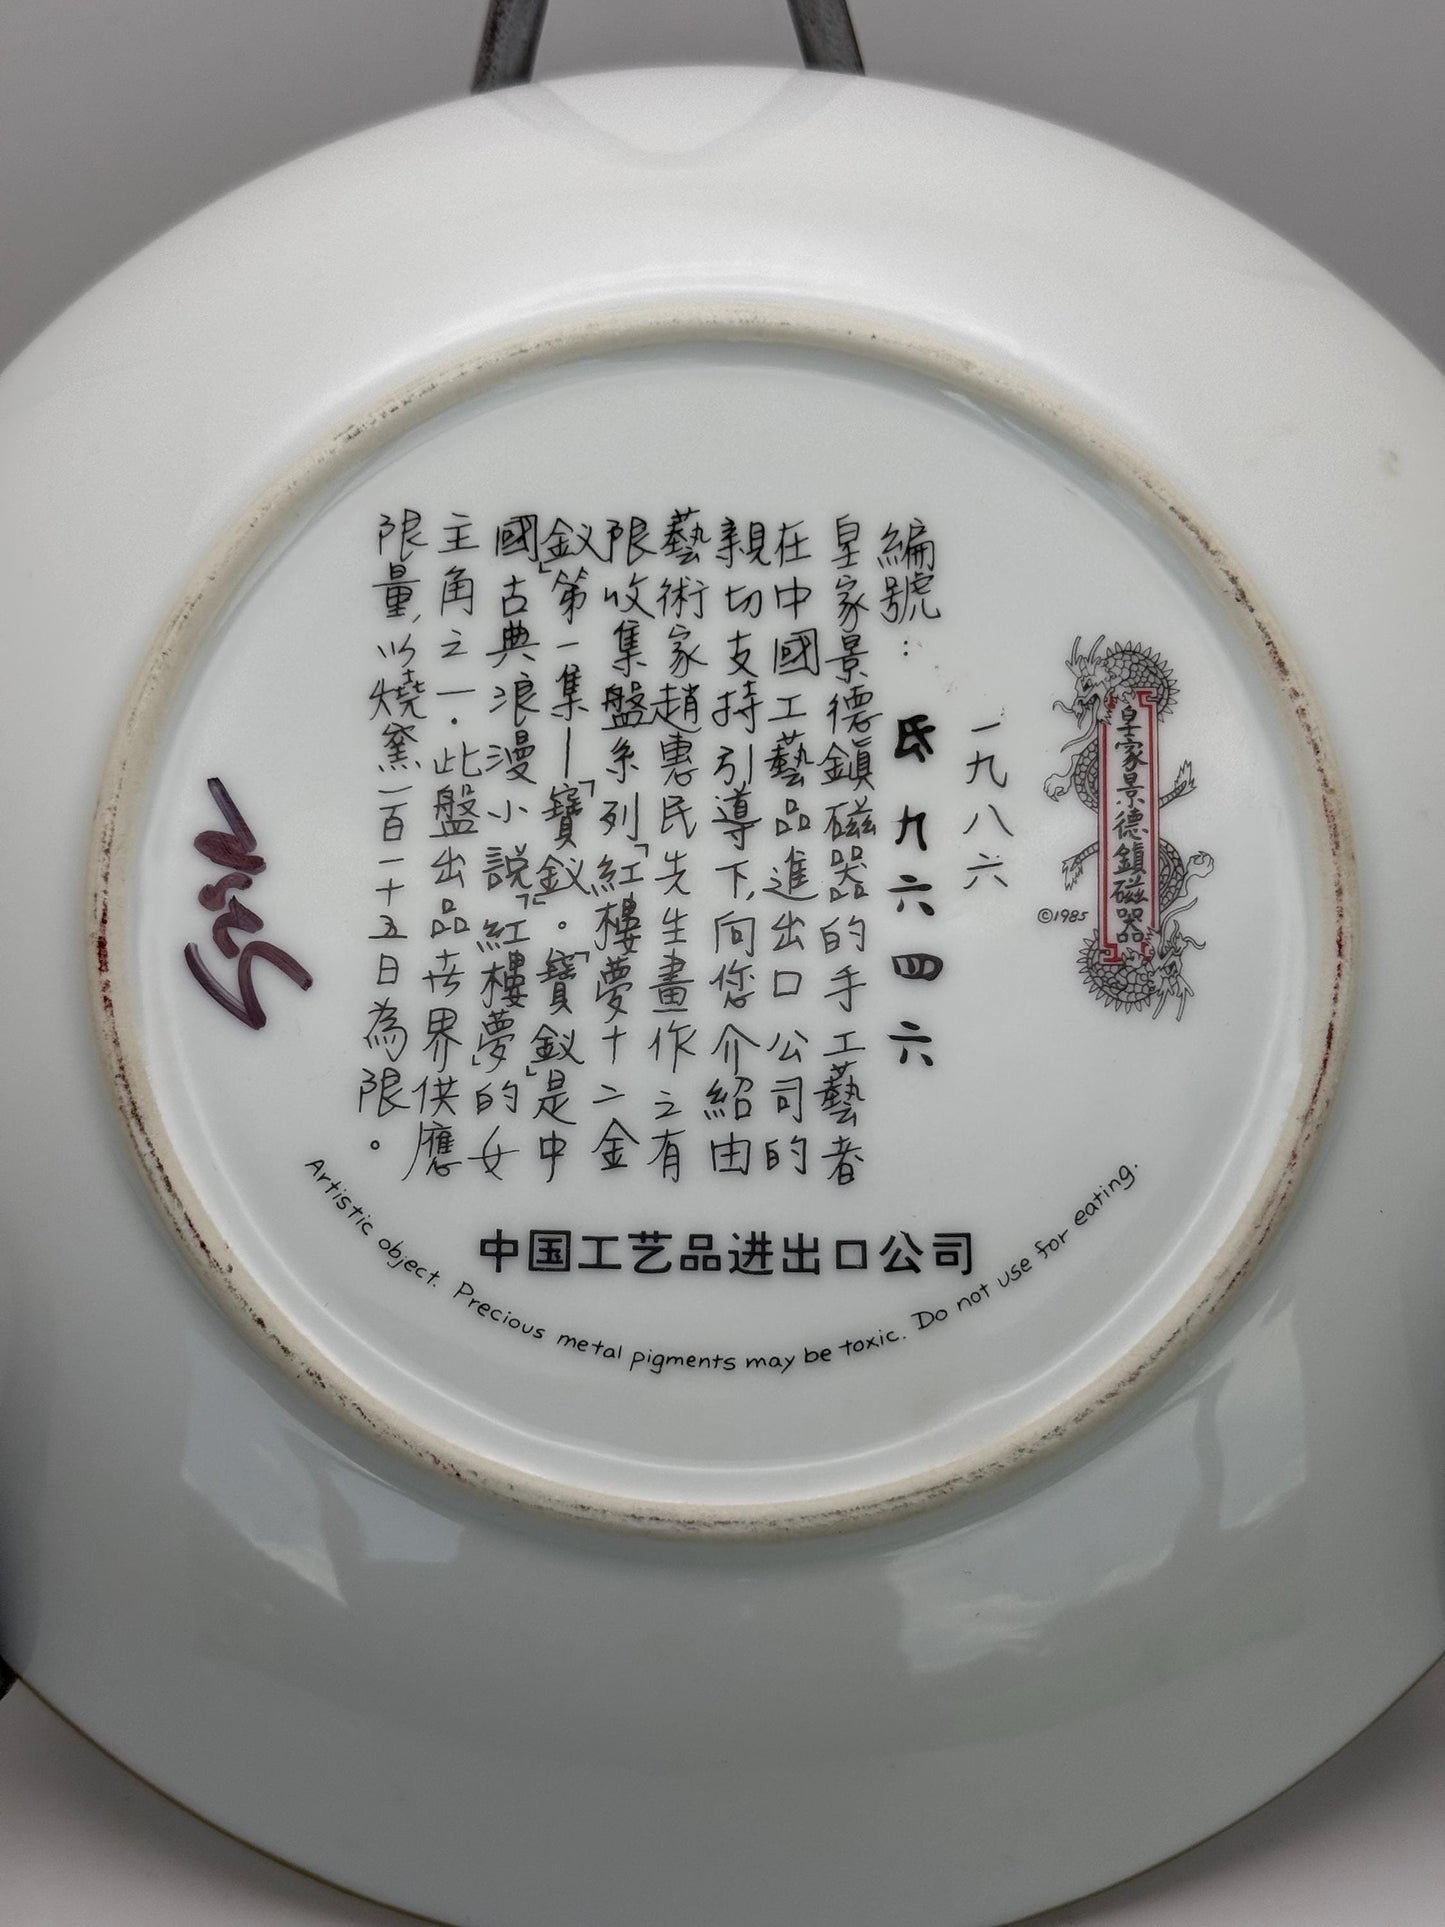 皇家景德鎮磁器
©1985
一九八六
編號：氏九六四六
皇家景德鎮磁器的手工藝者
在中國工藝品進出口公司的
親切支持引導下，向您介紹由
藝術家趙惠民先生畫作之有
限收集盤系列「紅樓夢十二金
釵」第一集—「寶釵」。「寶釵」是中
國古典浪漫小說「紅樓夢」的女
主角之一．此盤出品世界供應
限量，以燒窯一百一十五日為限。
中国工艺品进出口公司
Artistic object. Precious metal pigments may be toxic. Do not use for eating.